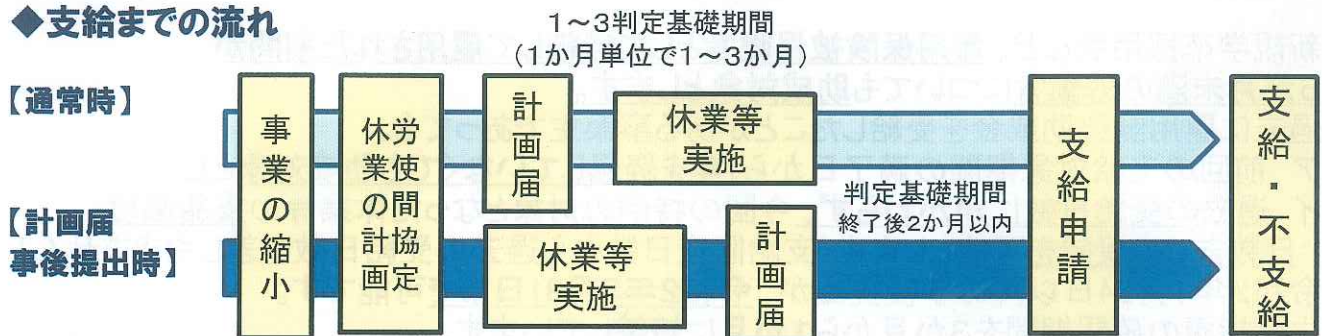 ◆支給までの流れ
1～3判定基礎期間
（1か月単位で1～3か月）
【通常時】
事業の縮小
労使間協定
休業の計画
計画届
休業等
実施
支給申請
支給・不支給
判定基礎期間
終了後2か月以内
【計画届
事後提出時】
休業等
実施
計画届